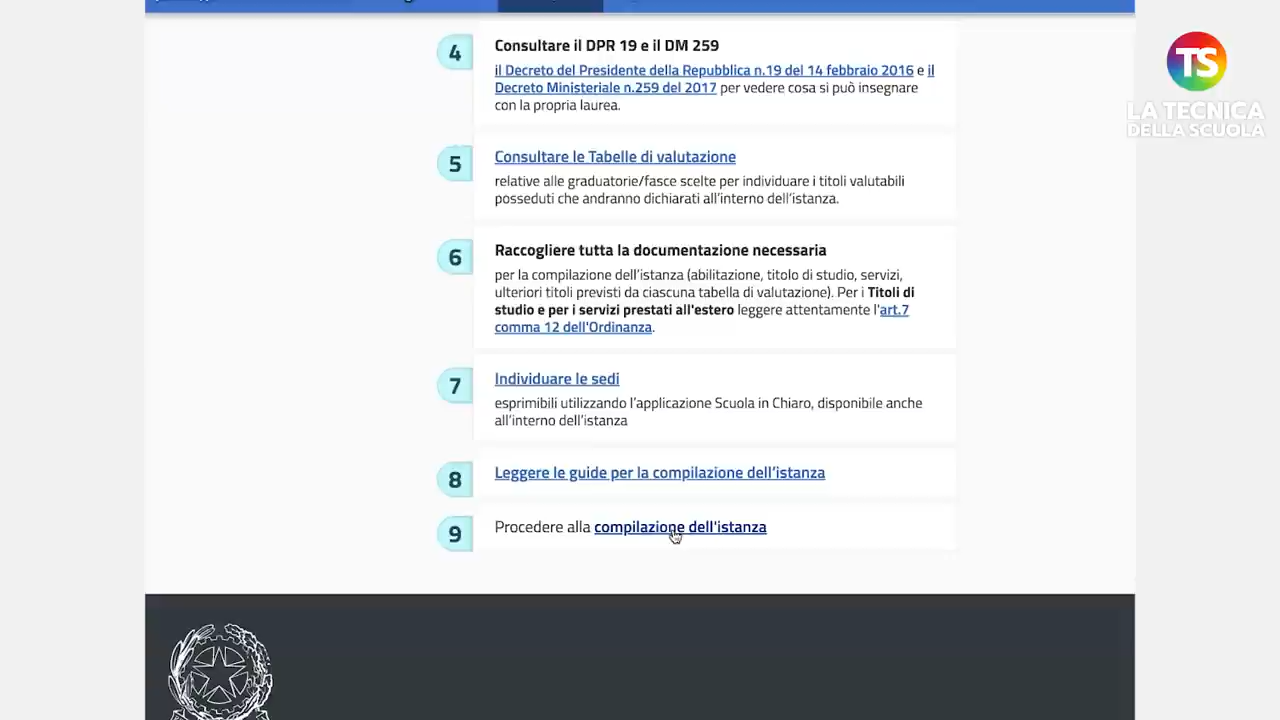 4
Consultare il DPR 19 e il DM 259
il Decreto del Presidente della Repubblica n.19 del 14 febbraio 2016 e il
Decreto Ministeriale n.259 del 2017 per vedere cosa si può insegnare
con la propria laurea.
5
Consultare le Tabelle di valutazione
relative alle graduatorie/fasce scelte per individuare i titoli valutabili
posseduti che andranno dichiarati all'interno dell'istanza.
6
Raccogliere tutta la documentazione necessaria
per la compilazione dell'istanza (abilitazione, titolo di studio, servizi,
ulteriori titoli previsti da ciascuna tabella di valutazione). Per i Titoli di
studio e per i servizi prestati all'estero leggere attentamente l'art.7
comma 12 dell'Ordinanza.
7
Individuare le sedi
esprimibili utilizzando l'applicazione Scuola in Chiaro, disponibile anche
all'interno dell'istanza
8
Leggere le guide per la compilazione dell'istanza
9
Procedere alla compilazione dell'istanza
TS
LA TECNICA
DELLA SCUOLA